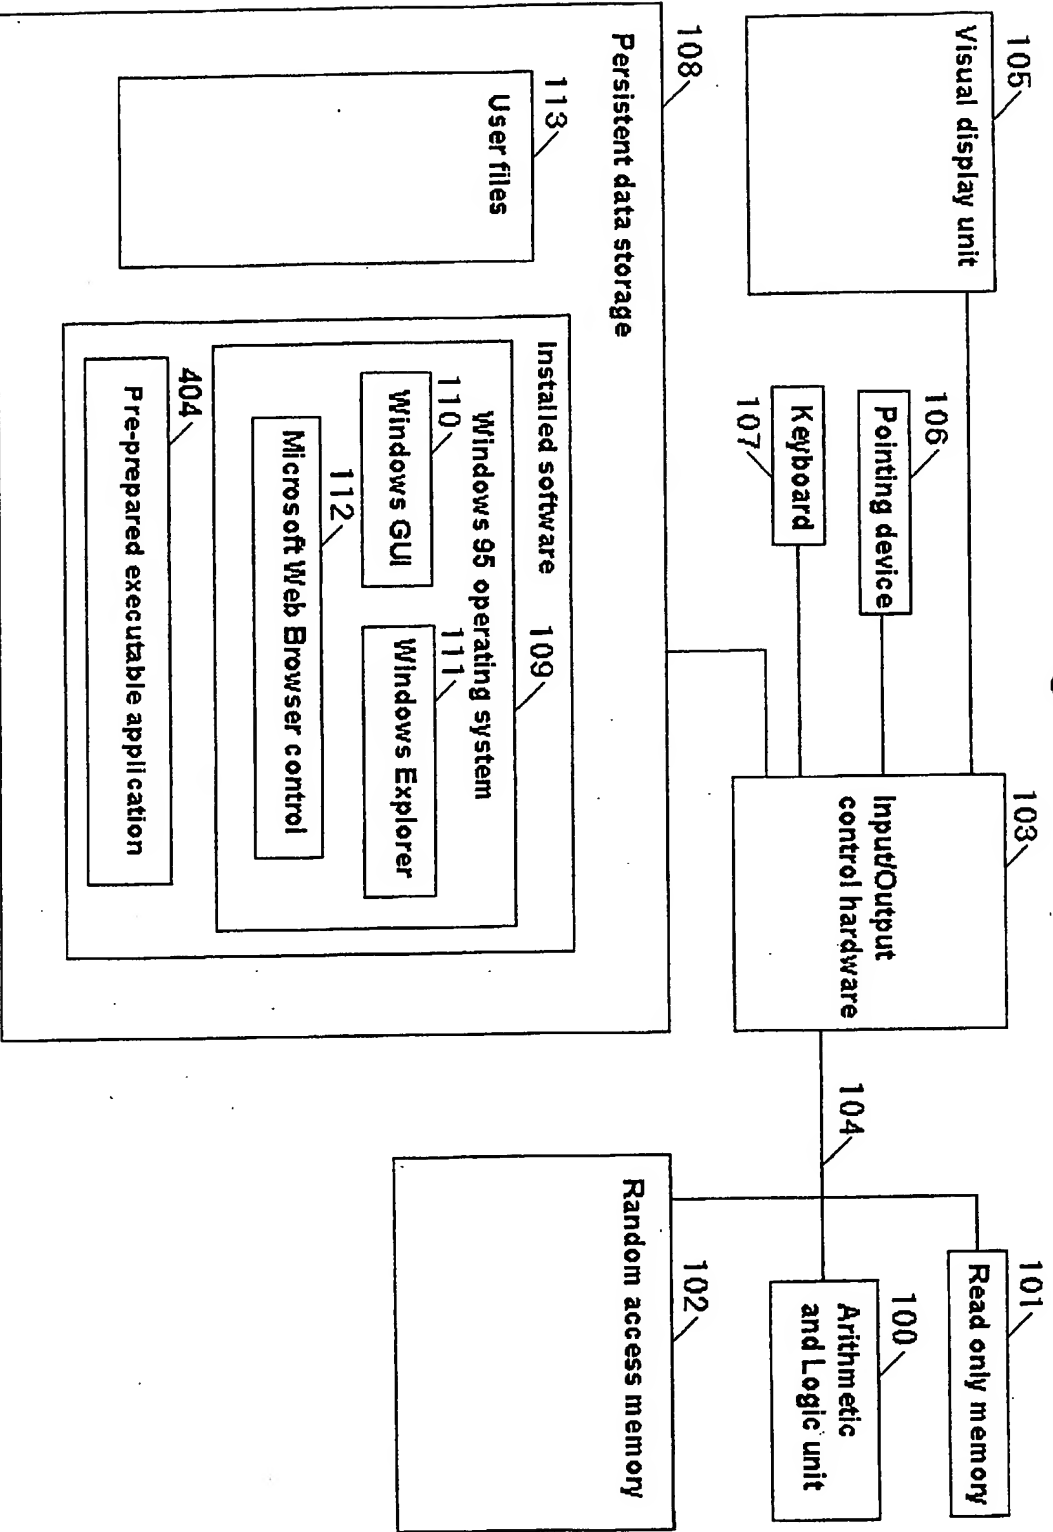 105
Visual display unit
106
Pointing device
Keyboard
107
103
Input/Output
control hardware
104
101
Read only memory
100
Arithmetic
and Logic unit
102
Random access memory
108
Persistent data storage
113
User files
Installed software
109
Windows 95 operating system
110
Windows GUI
111
Windows Explorer
112
Microsoft Web Browser control
404
Pre-prepared executable application